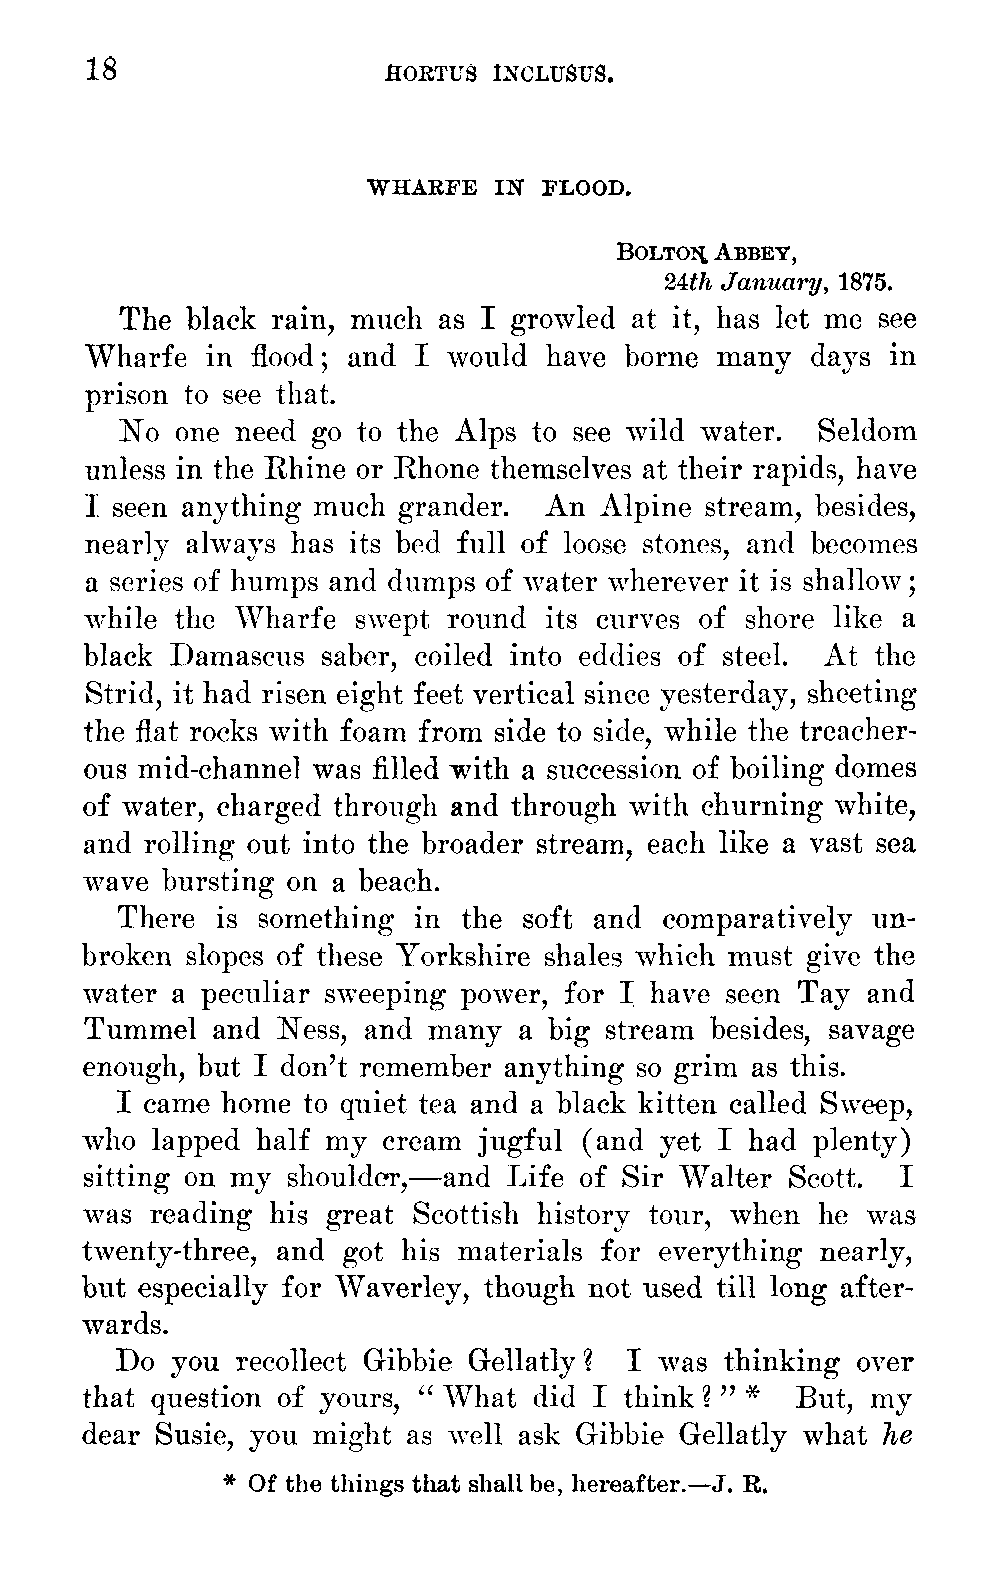 18
HORTUS INCLUSUS.
WHARFE IN FLOOD.
BOLTON ABBEY,
24th January, 1875.
The black rain, much as I growled at it, has let me see
Wharfe in flood; and I would have borne many days in
prison to see that.
No one need go to the Alps to see wild water. Seldom
unless in the Rhine or Rhone themselves at their rapids, have
I seen anything much grander. An Alpine stream, besides,
nearly always has its bed full of loose stones, and becomes
a series of humps and dumps of water wherever it is shallow;
while the Wharfe swept round its curves of shore like a
black Damascus saber, coiled into eddies of steel. At the
Strid, it had risen eight feet vertical since yesterday, sheeting
the flat rocks with foam from side to side, while the treacher-
ous mid-channel was filled with a succession of boiling domes
of water, charged through and through with churning white,
and rolling out into the broader stream, each like a vast sea
wave bursting on a beach.
There is something in the soft and comparatively un-
broken slopes of these Yorkshire shales which must give the
water a peculiar sweeping power, for I have seen Tay and
Tummel and Ness, and many a big stream besides, savage
enough, but I don't remember anything so grim as this.
I came home to quiet tea and a black kitten called Sweep,
who lapped half my cream jugful (and yet I had plenty)
sitting on my shoulder,—and Life of Sir Walter Scott. I
was reading his great Scottish history tour, when he was
twenty-three, and got his materials for everything nearly,
but especially for Waverley, though not used till long after-
wards.
Do you recollect Gibbie Gellatly? I was thinking over
that question of yours, "What did I think?" * But, my
dear Susie, you might as well ask Gibbie Gellatly what he
* Of the things that shall be, hereafter.—J. R.